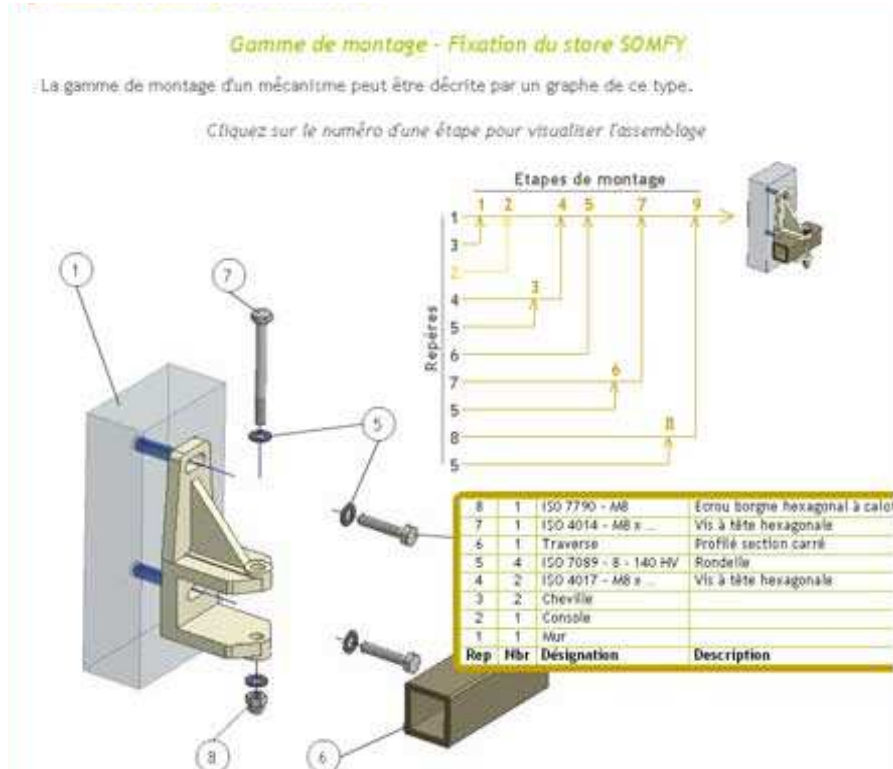 Gamme de montage - Fixation du store SOMFY
La gamme de montage d'un mécanisme peut être décrite par un graphe de ce type.
Cliquez sur le numéro d'une étape pour visualiser l'assemblage
Etapes de montage
1 2 4 5 7 9
1
3
2
3
4
5
6
6
7
5
8
8
5
Repères
1
7
5
8
6
8 1 ISO 7790 - M8 Ecrou borgne hexagonal à
7 1 ISO 4014 - M8 x ... Vis à tête hexagonale
6 1 Traverse Profilé section carré
5 4 ISO 7089 - 8 - 140 HV Rondelle
4 2 ISO 4017 - M8 x ... Vis à tête hexagonale
3 2 Cheville
2 1 Console
1 1 Mur
Rep Nbr Désignation Description